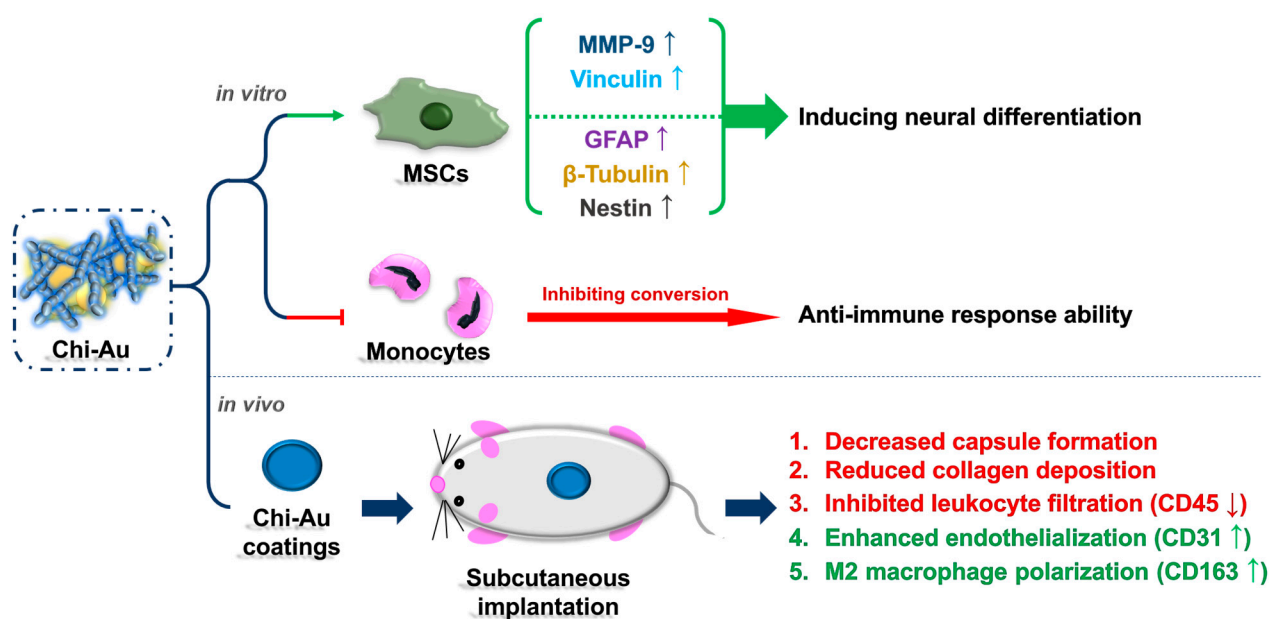 in vitro
MMP-9 ↑
Vinculin ↑
GFAP ↑
β-Tubulin ↑
Nestin ↑
MSCs
Inducing neural differentiation
Chi-Au
Monocytes
Inhibiting conversion
Anti-immune response ability
in vivo
Chi-Au
coatings
Subcutaneous
implantation
1. Decreased capsule formation
2. Reduced collagen deposition
3. Inhibited leukocyte filtration (CD45 ↓)
4. Enhanced endothelialization (CD31 ↑)
5. M2 macrophage polarization (CD163 ↑)